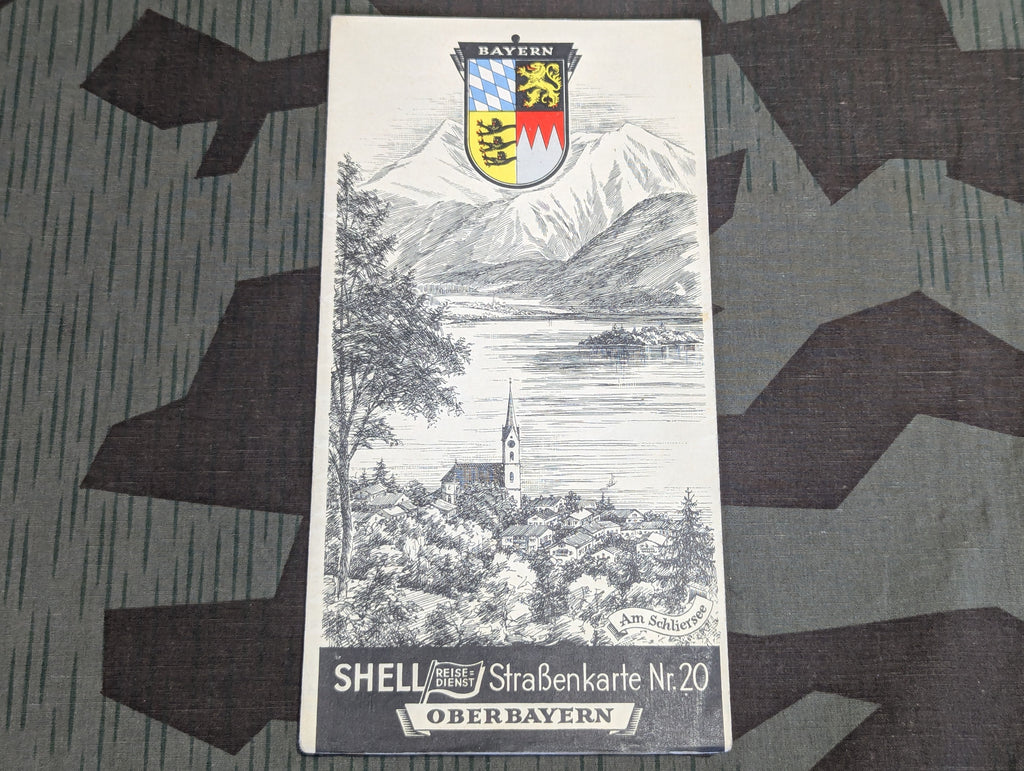 BAYERN
Am Schliersee
SHELL REISE=
DIENST Straßenkarte Nr.20
OBERBAYERN